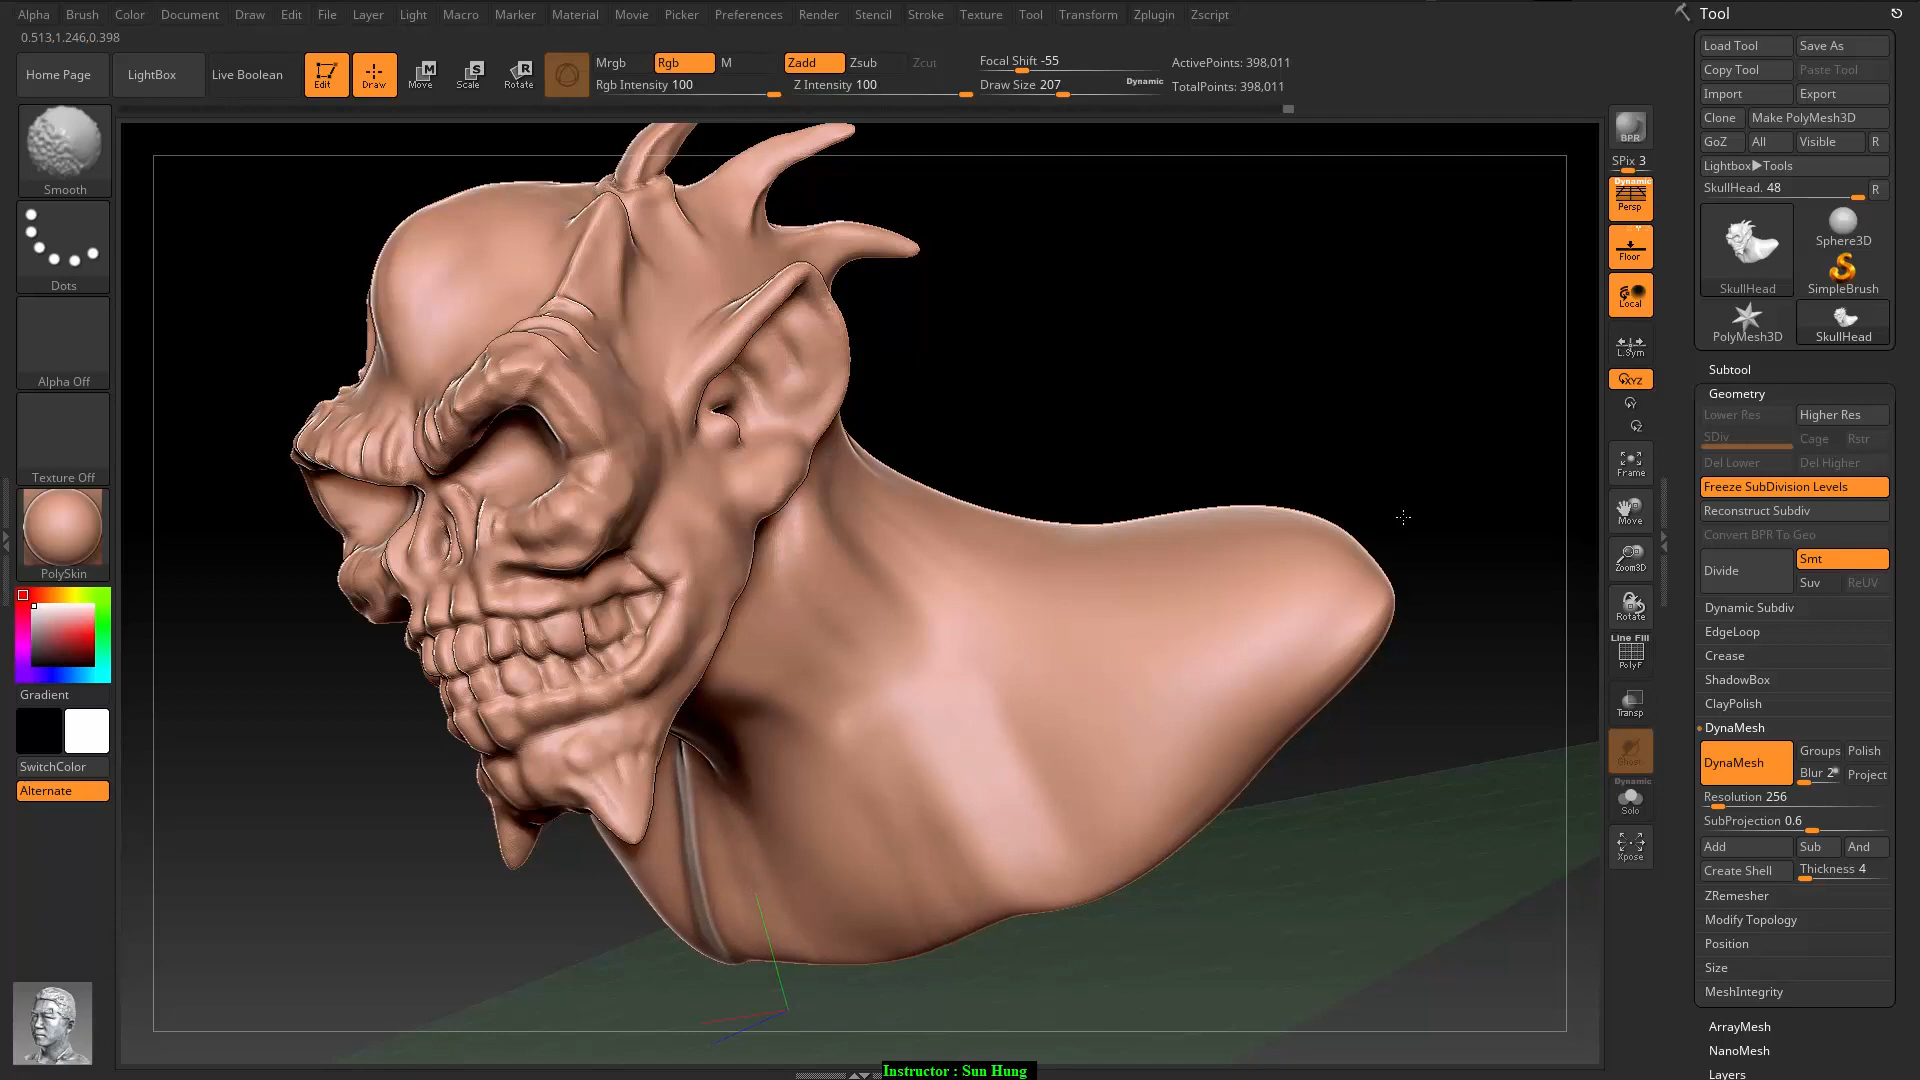 Alpha Brush Color Document Draw Edit File Layer Light Macro Marker Material Movie Picker Preferences Render Stencil Stroke Texture Tool Transform Zplugin Zscript
0.513,1.246,0.398
Home Page
LightBox
Live Boolean
Edit
Draw
Move
Scale
Rotate
Mrgb Rgb M
Rgb Intensity 100
Zadd Zsub Zcut
Z Intensity 100
Focal Shift -55
Draw Size 207
Dynamic
ActivePoints: 398,011
TotalPoints: 398,011
Smooth
Dots
Alpha Off
Texture Off
PolySkin
Gradient
SwitchColor
Alternate
BPR
SPix 3
Dynamic
Persp
Floor
Local
L.Sym
XYZ
Y
Z
Frame
Move
Zoom3D
Rotate
Line Fill
PolyF
Transp
Ghost
Dynamic
Solo
Xpose
Tool
Load Tool Save As
Copy Tool Paste Tool
Import Export
Clone Make PolyMesh3D
GoZ All Visible R
Lightbox▶Tools
SkullHead. 48 R
SkullHead
Sphere3D
SimpleBrush
PolyMesh3D
SkullHead
Subtool
Geometry
Lower Res Higher Res
SDiv Cage Rstr
Del Lower Del Higher
Freeze SubDivision Levels
Reconstruct Subdiv
Convert BPR To Geo
Divide
Smt
Suv ReUV
Dynamic Subdiv
EdgeLoop
Crease
ShadowBox
ClayPolish
DynaMesh
DynaMesh
Groups Polish
Blur 2 Project
Resolution 256
SubProjection 0.6
Add Sub And
Create Shell Thickness 4
ZRemesher
Modify Topology
Position
Size
MeshIntegrity
ArrayMesh
NanoMesh
Layers
Instructor : Sun Hung